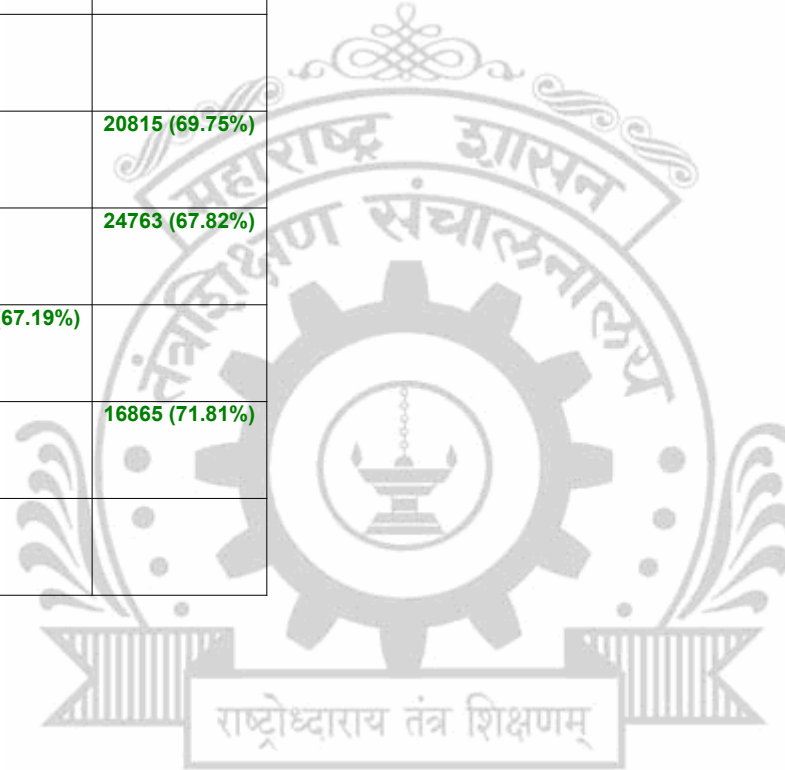 20815 (69.75%)
महाराष्ट्र शासन
24763 (67.82%)
तंत्रशिक्षण संचालनालय
67.19%)
16865 (71.81%)
राष्ट्रोध्दाराय तंत्र शिक्षणम्